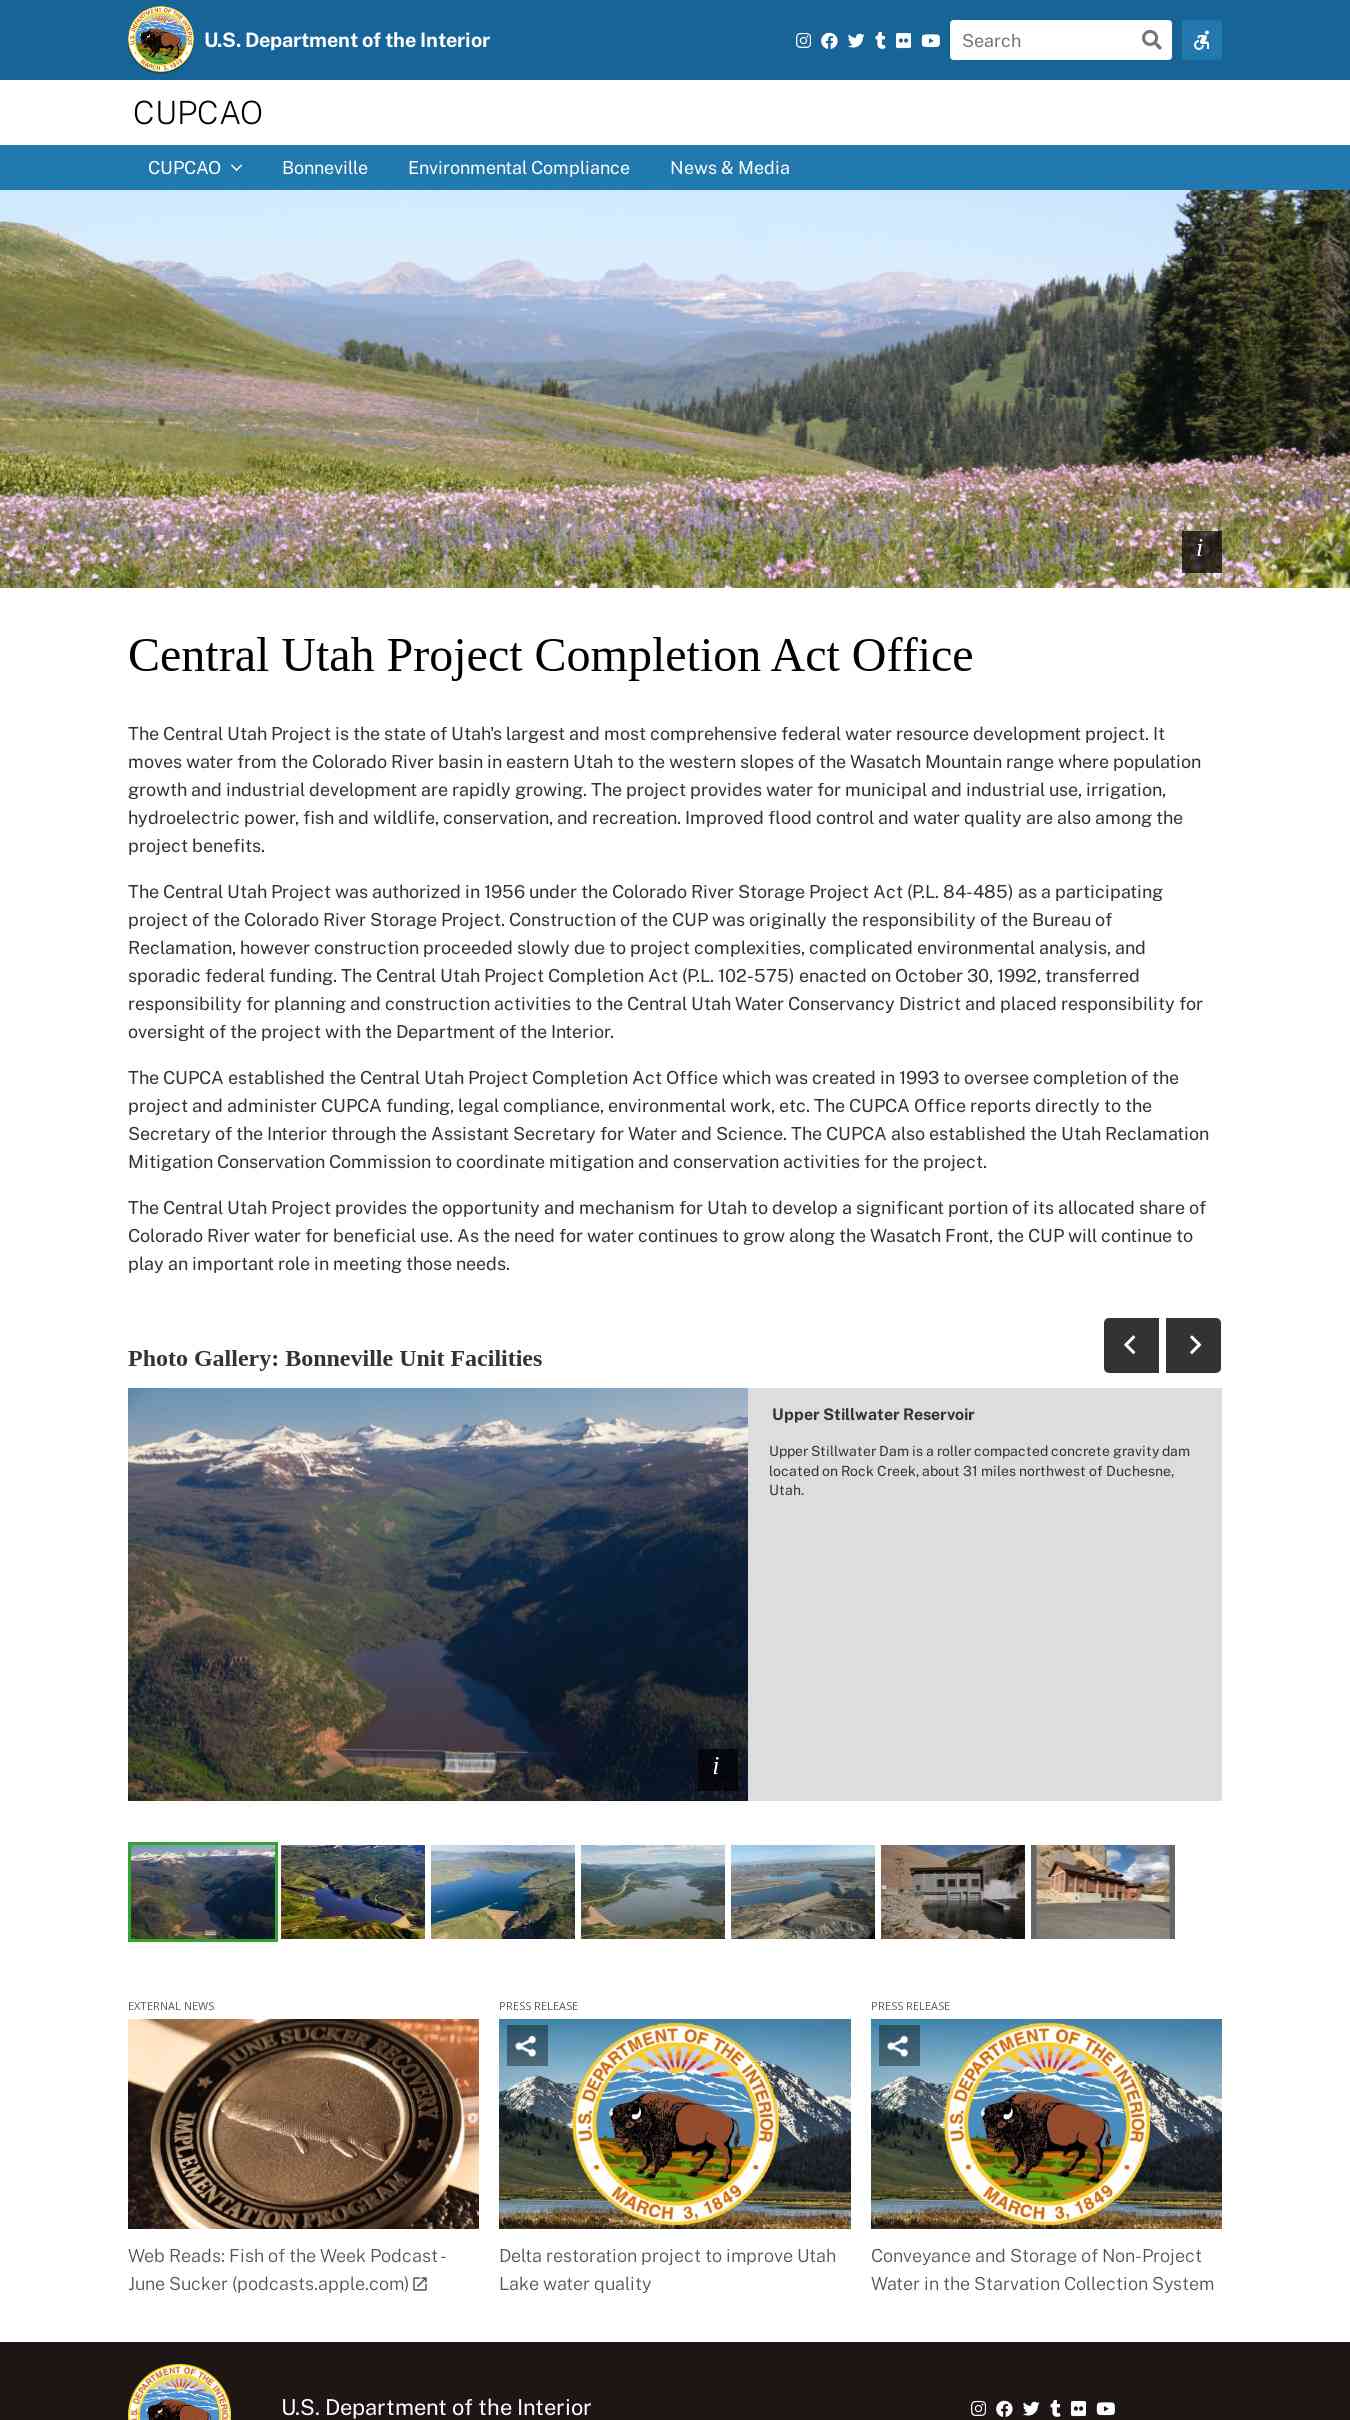 U.S. Department of the Interior
Search
CUPCAO
CUPCAO
Bonneville
Environmental Compliance
News & Media
i
Central Utah Project Completion Act Office
The Central Utah Project is the state of Utah's largest and most comprehensive federal water resource development project. It
moves water from the Colorado River basin in eastern Utah to the western slopes of the Wasatch Mountain range where population
growth and industrial development are rapidly growing. The project provides water for municipal and industrial use, irrigation,
hydroelectric power, fish and wildlife, conservation, and recreation. Improved flood control and water quality are also among the
project benefits.
The Central Utah Project was authorized in 1956 under the Colorado River Storage Project Act (P.L. 84-485) as a participating
project of the Colorado River Storage Project. Construction of the CUP was originally the responsibility of the Bureau of
Reclamation, however construction proceeded slowly due to project complexities, complicated environmental analysis, and
sporadic federal funding. The Central Utah Project Completion Act (P.L. 102-575) enacted on October 30, 1992, transferred
responsibility for planning and construction activities to the Central Utah Water Conservancy District and placed responsibility for
oversight of the project with the Department of the Interior.
The CUPCA established the Central Utah Project Completion Act Office which was created in 1993 to oversee completion of the
project and administer CUPCA funding, legal compliance, environmental work, etc. The CUPCA Office reports directly to the
Secretary of the Interior through the Assistant Secretary for Water and Science. The CUPCA also established the Utah Reclamation
Mitigation Conservation Commission to coordinate mitigation and conservation activities for the project.
The Central Utah Project provides the opportunity and mechanism for Utah to develop a significant portion of its allocated share of
Colorado River water for beneficial use. As the need for water continues to grow along the Wasatch Front, the CUP will continue to
play an important role in meeting those needs.
Photo Gallery: Bonneville Unit Facilities
Upper Stillwater Reservoir
Upper Stillwater Dam is a roller compacted concrete gravity dam
located on Rock Creek, about 31 miles northwest of Duchesne,
Utah.
i
EXTERNAL NEWS
JUNE SUCKER RECOVERY
IMPLEMENTATION PROGRAM
Web Reads: Fish of the Week Podcast -
June Sucker (podcasts.apple.com)
PRESS RELEASE
U.S. DEPARTMENT OF THE INTERIOR
MARCH 3, 1849
Delta restoration project to improve Utah
Lake water quality
PRESS RELEASE
U.S. DEPARTMENT OF THE INTERIOR
MARCH 3, 1849
Conveyance and Storage of Non-Project
Water in the Starvation Collection System
U.S. Department of the Interior